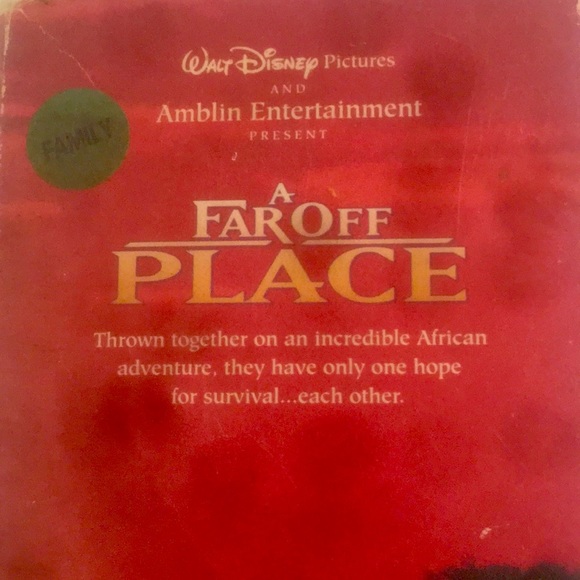 WALT DISNEY Pictures
AND
Amblin Entertainment
PRESENT
FAMILY
A
FAR OFF
PLACE
Thrown together on an incredible African
adventure, they have only one hope
for survival...each other.